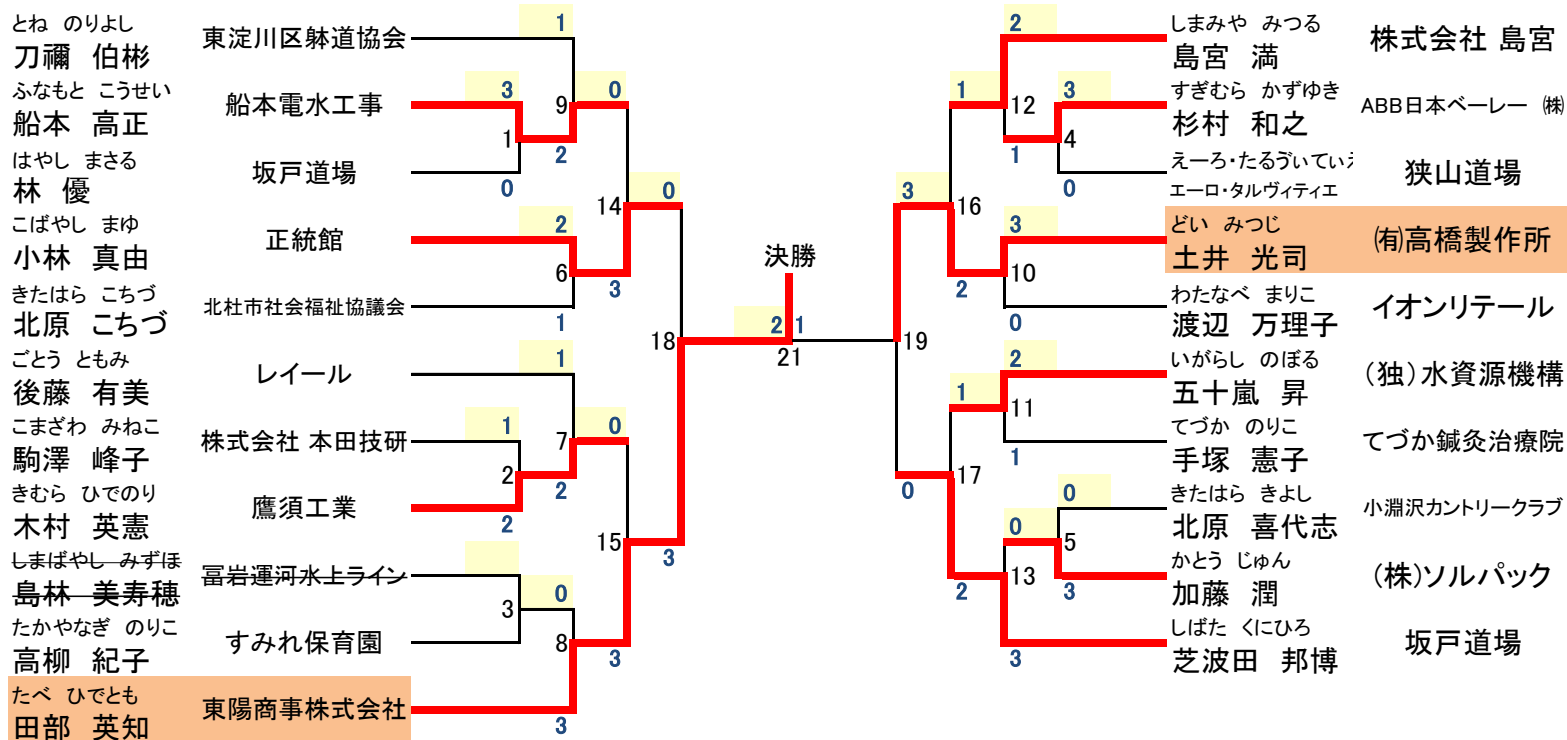 とね のりよし
刀禰 伯彬
東淀川区躰道協会
1
ふなもと こうせい
船本 高正
船本電水工事
3
9
0
1
2
はやし まさる
林 優
坂戸道場
0
14
0
こばやし まゆ
小林 真由
正統館
2
6
3
きたはら こちづ
北原 こちづ
北杜市社会福祉協議会
1
18
ごとう ともみ
後藤 有美
レイール
1
こまざわ みねこ
駒澤 峰子
株式会社 本田技研
1
7
0
2
2
きむら ひでのり
木村 英憲
鷹須工業
2
15
3
しまばやし みずほ
島林 美寿穂
冨岩運河水上ライン
3
0
たかやなぎ のりこ
高柳 紀子
すみれ保育園
8
3
たべ ひでとも
田部 英知
東陽商事株式会社
3
決勝
2 1
21
2
しまみや みつる
島宮 満
株式会社 島宮
1
12
3
すぎむら かずゆき
杉村 和之
ABB日本ベーレー ㈱
1
4
0
えーろ・たるゔぃてぃえ
エーロ・タルヴィティエ
狭山道場
3
16
3
どい みつじ
土井 光司
㈲高橋製作所
2
10
0
わたなべ まりこ
渡辺 万理子
イオンリテール
19
2
いがらし のぼる
五十嵐 昇
（独）水資源機構
1
11
1
てづか のりこ
手塚 憲子
てづか鍼灸治療院
0
17
0
きたはら きよし
北原 喜代志
小淵沢カントリークラブ
0
5
2
13
3
かとう じゅん
加藤 潤
（株）ソルパック
3
しばた くにひろ
芝波田 邦博
坂戸道場